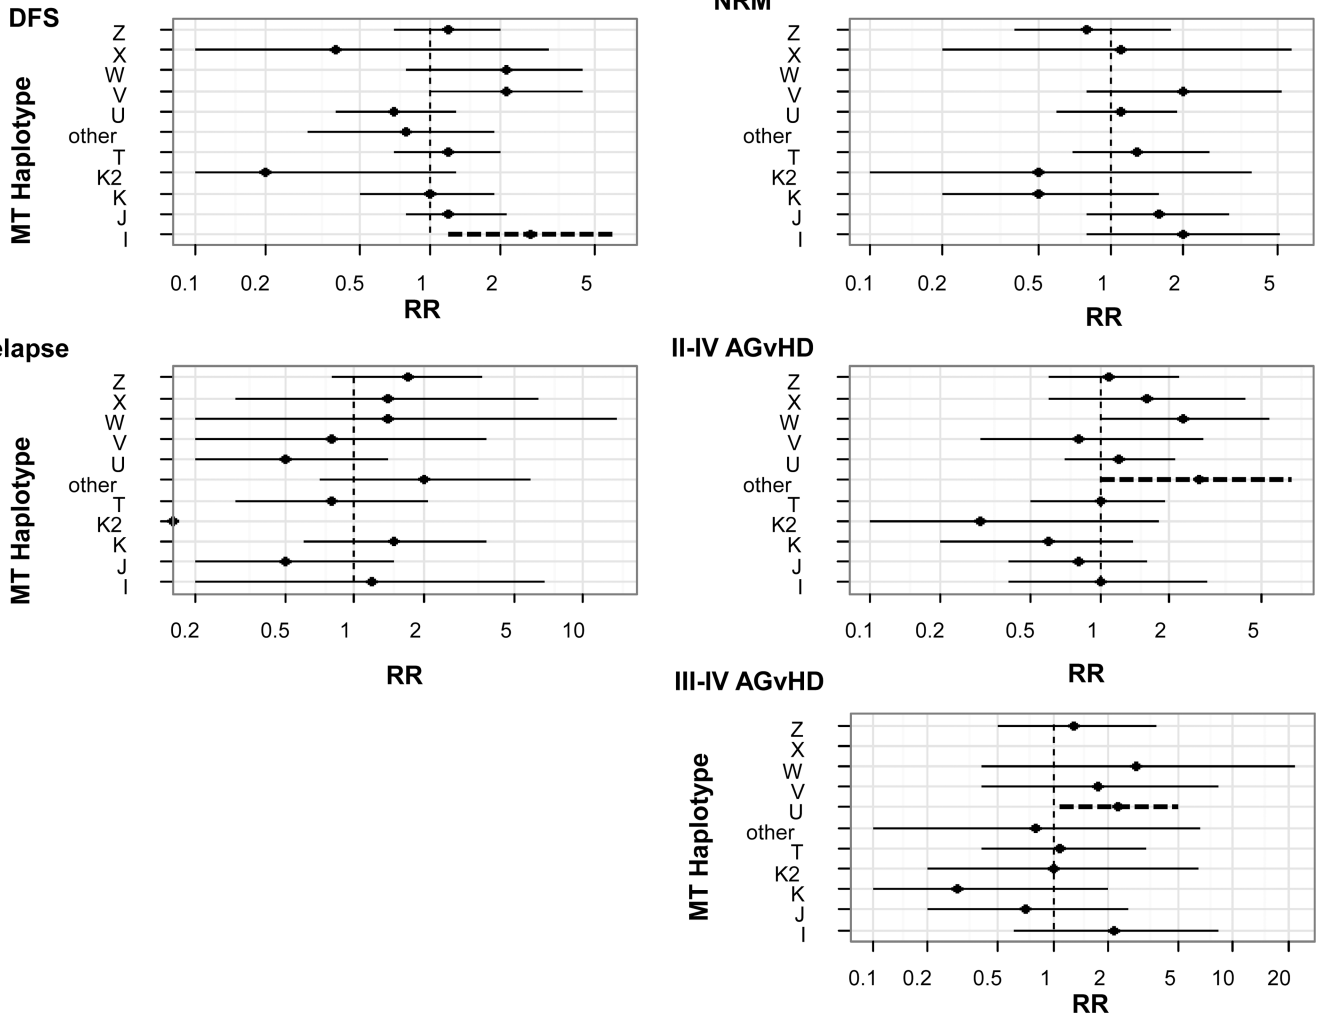 DFS
MT Haplotype
Z
X
W
V
U
other
T
K2
K
J
I
0.1 0.2 0.5 1 2 5
RR
NRM
Z
X
W
V
U
other
T
K2
K
J
I
0.1 0.2 0.5 1 2 5
RR
elapse
MT Haplotype
Z
X
W
V
U
other
T
K2
K
J
I
0.2 0.5 1 2 5 10
RR
II-IV AGvHD
Z
X
W
V
U
other
T
K2
K
J
I
0.1 0.2 0.5 1 2 5
RR
III-IV AGvHD
MT Haplotype
Z
X
W
V
U
other
T
K2
K
J
I
0.1 0.2 0.5 1 2 5 10 20
RR